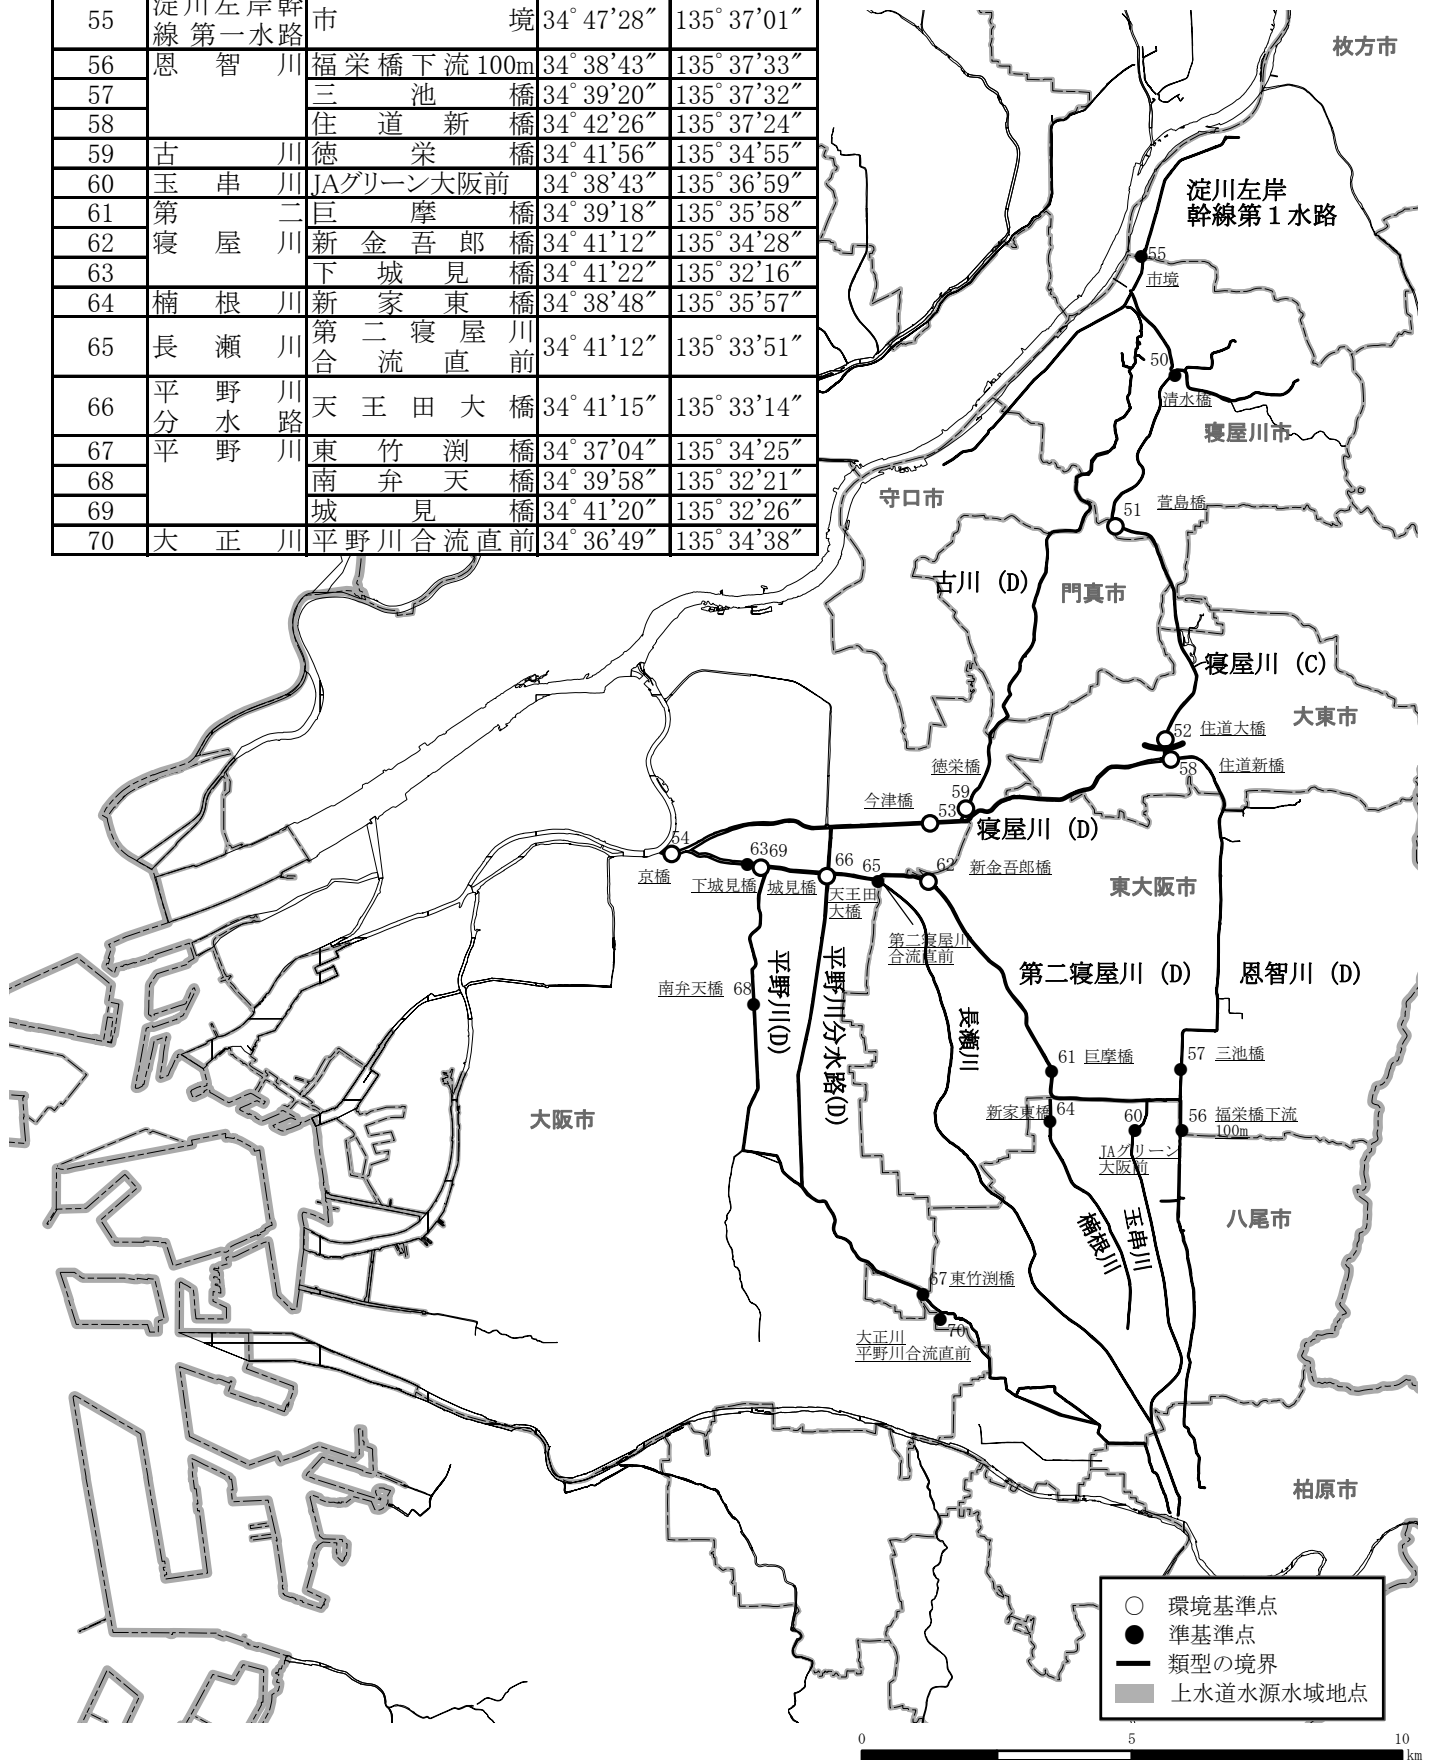 55 淀川左岸幹線 第一水路 市境 34°47'28″ 135°37'01″
56 恩智川 福栄橋下流100m 34°38'43″ 135°37'33″
57 三池橋 34°39'20″ 135°37'32″
58 住道新橋 34°42'26″ 135°37'24″
59 古川 徳栄橋 34°41'56″ 135°34'55″
60 玉串川 JAグリーン大阪前 34°38'43″ 135°36'59″
61 第二 巨摩橋 34°39'18″ 135°35'58″
62 寝屋川 新金吾郎橋 34°41'12″ 135°34'28″
63 下城見橋 34°41'22″ 135°32'16″
64 楠根川 新家東橋 34°38'48″ 135°35'57″
65 長瀬川 第二寝屋川合流直前 34°41'12″ 135°33'51″
66 平野川分水路 天王田大橋 34°41'15″ 135°33'14″
67 平野川 東竹渕橋 34°37'04″ 135°34'25″
68 南弁天橋 34°39'58″ 135°32'21″
69 城見橋 34°41'20″ 135°32'26″
70 大正川 平野川合流直前 34°36'49″ 135°34'38″
枚方市
淀川左岸
幹線第１水路
55
市境
50
清水橋
寝屋川市
守口市
51 萱島橋
古川 (D)
門真市
寝屋川 (C)
大東市
52 住道大橋
58 住道新橋
徳栄橋
59
今津橋
53
寝屋川 (D)
54
京橋
63 69
下城見橋 城見橋
66
天王田
大橋
65
62 新金吾郎橋
東大阪市
第二寝屋川
合流直前
第二寝屋川 (D)
恩智川 (D)
南弁天橋 68
平野川(D)
平野川分水路(D)
長瀬川
61 巨摩橋
57 三池橋
大阪市
新家東橋 64
60
JAグリーン
大阪前
56 福栄橋下流
100m
楠根川
玉串川
八尾市
67 東竹渕橋
70
大正川
平野川合流直前
柏原市
○ 環境基準点
● 準基準点
類型の境界
上水道水源水域地点
0 5 10
km